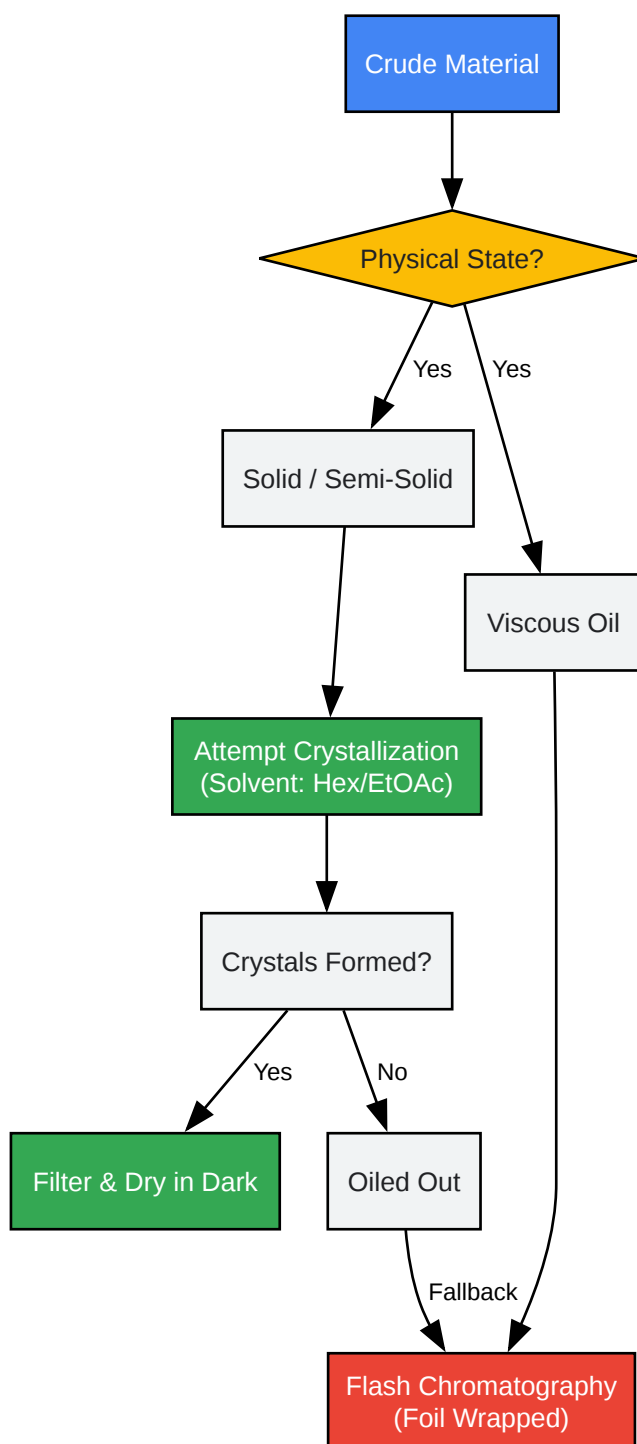 Crude Material
Physical State?
Yes
Yes
Solid / Semi-Solid
Viscous Oil
Attempt Crystallization
(Solvent: Hex/EtOAc)
Crystals Formed?
Yes
No
Filter & Dry in Dark
Oiled Out
Fallback
Flash Chromatography
(Foil Wrapped)